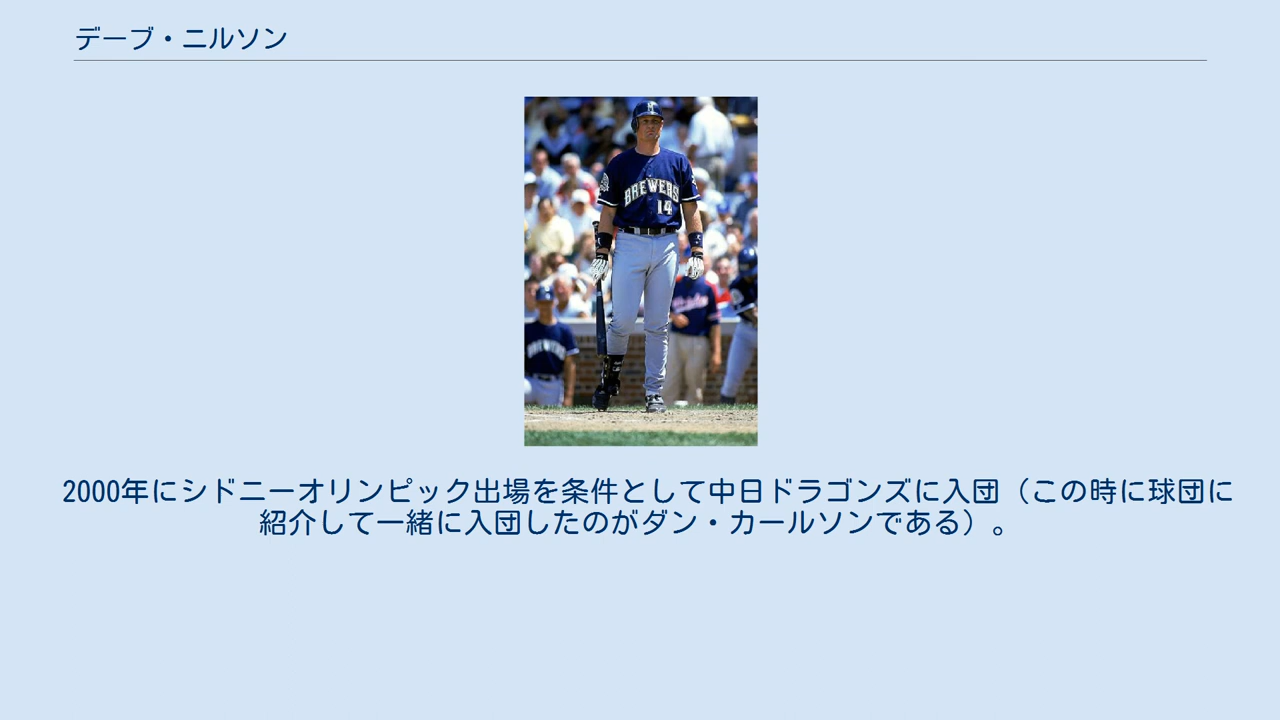 デーブ・ニルソン
M
BREWERS
14
BREWERS
2000年にシドニーオリンピック出場を条件として中日ドラゴンズに入団（この時に球団に
紹介して一緒に入団したのがダン・カールソンである）。